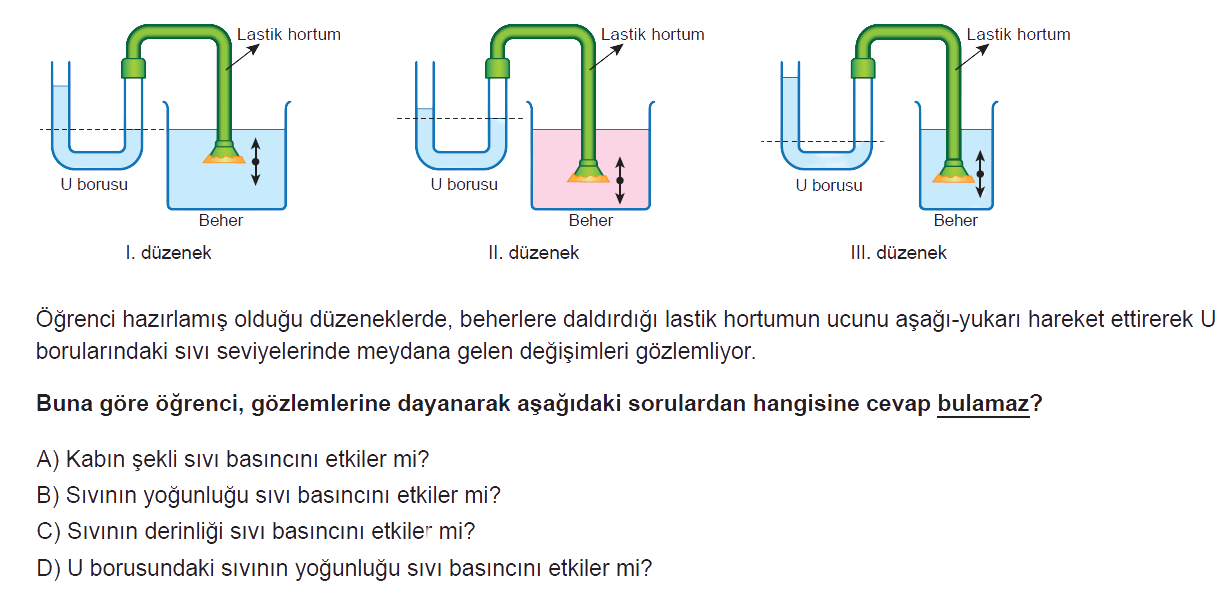 Lastik hortum
Lastik hortum
Lastik hortum
U borusu
U borusu
U borusu
Beher
Beher
Beher
I. düzenek
II. düzenek
III. düzenek
Öğrenci hazırlamış olduğu düzeneklerde, beherlere daldırdığı lastik hortumun ucunu aşağı-yukarı hareket ettirerek U
borularındaki sıvı seviyelerinde meydana gelen değişimleri gözlemliyor.
Buna göre öğrenci, gözlemlerine dayanarak aşağıdaki sorulardan hangisine cevap bulamaz?
A) Kabın şekli sıvı basıncını etkiler mi?
B) Sıvının yoğunluğu sıvı basıncını etkiler mi?
C) Sıvının derinliği sıvı basıncını etkiler mi?
D) U borusundaki sıvının yoğunluğu sıvı basıncını etkiler mi?